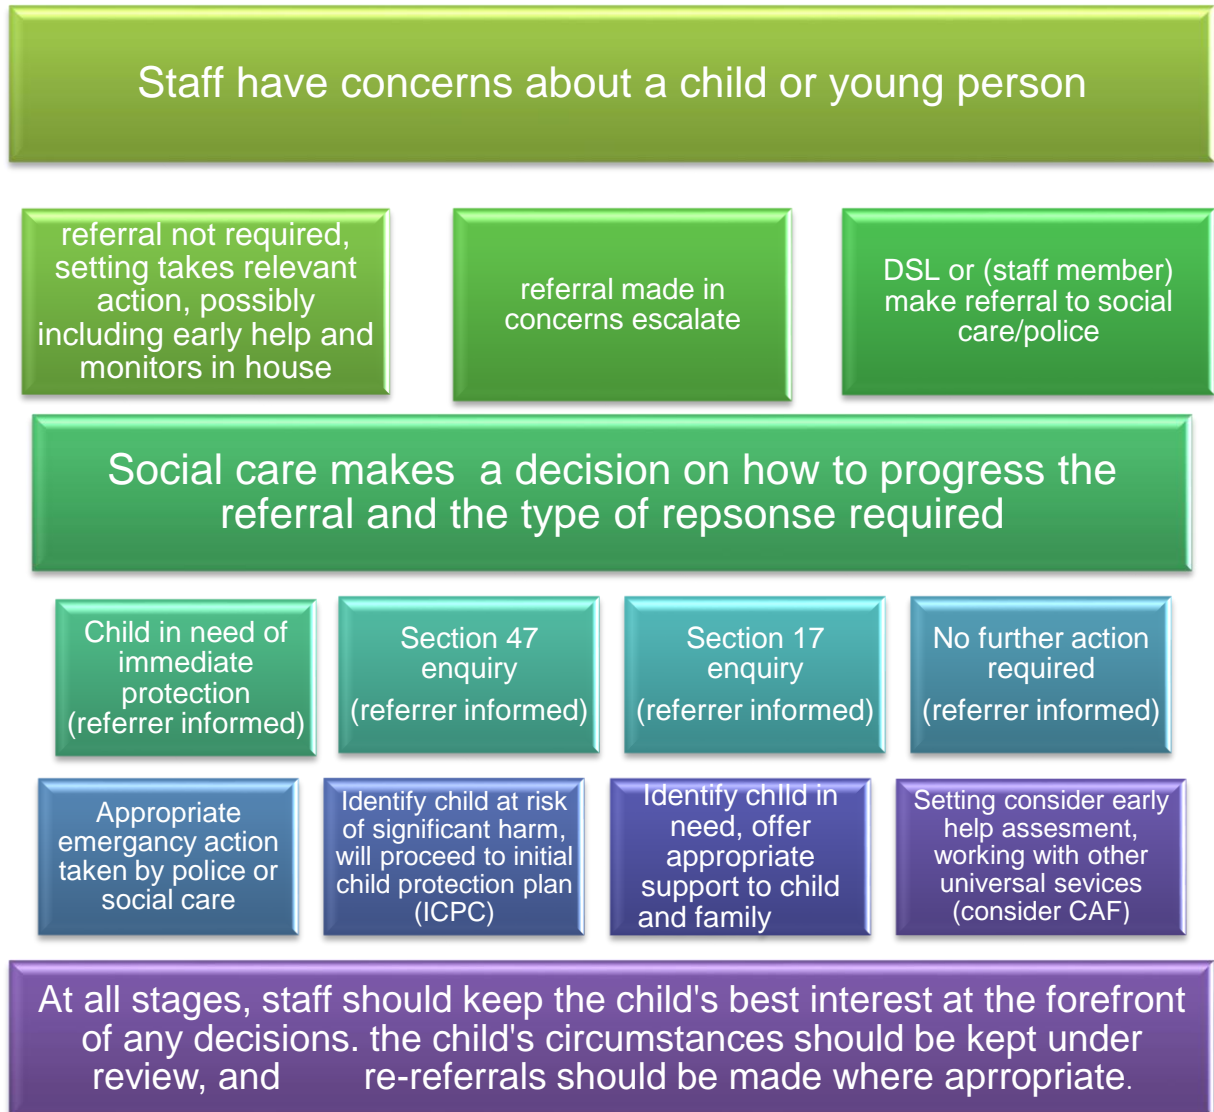 Staff have concerns about a child or young person
referral not required,
setting takes relevant
action, possibly
including early help and
monitors in house
referral made in
concerns escalate
DSL or (staff member)
make referral to social
care/police
Social care makes  a decision on how to progress the
referral and the type of repsonse required
Child in need of
immediate
protection
(referrer informed)
Section 47
enquiry
(referrer informed)
Section 17
enquiry
(referrer informed)
No further action
required
(referrer informed)
Appropriate
emergancy action
taken by police or
social care
Identify child at risk
of significant harm,
will proceed to initial
child protection plan
(ICPC)
Identify chIld in
need, offer
appropriate
support to child
and family
Setting consider early
help assesment,
working with other
universal sevices
(consider CAF)
At all stages, staff should keep the child's best interest at the forefront
of any decisions. the child's circumstances should be kept under
review, and        re-referrals should be made where aprropriate.